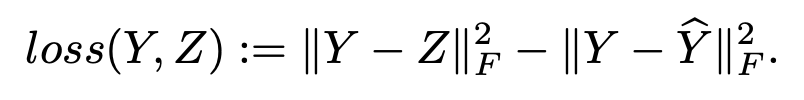 loss(Y, Z) := ∥Y − Z∥²_F − ∥Y − Ŷ∥²_F.